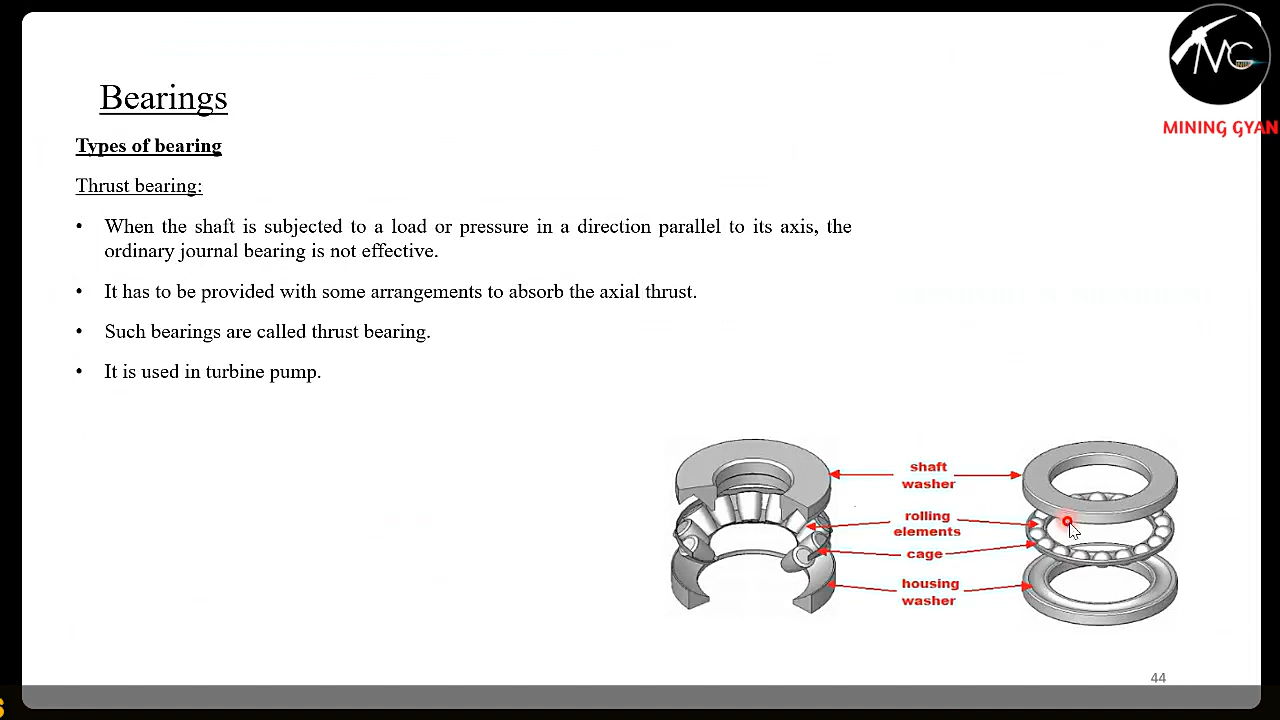 MG
MINING GYAN
Bearings
Types of bearing
Thrust bearing:
• When the shaft is subjected to a load or pressure in a direction parallel to its axis, the
ordinary journal bearing is not effective.
• It has to be provided with some arrangements to absorb the axial thrust.
• Such bearings are called thrust bearing.
• It is used in turbine pump.
shaft
washer
rolling
elements
cage
housing
washer
44